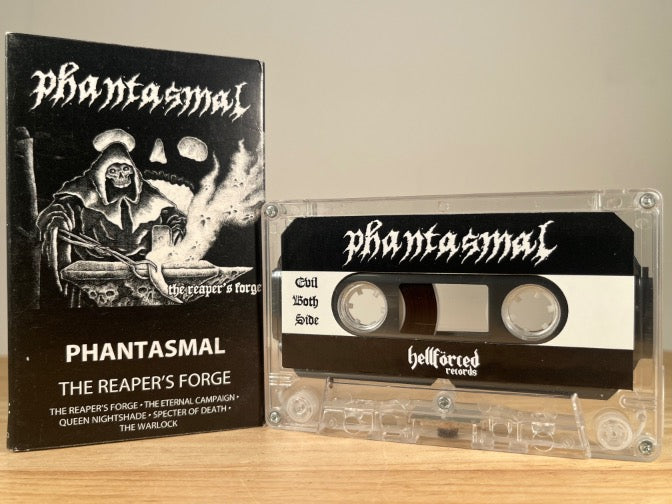 phantasmal
the reaper's forge
PHANTASMAL
THE REAPER'S FORGE
THE REAPER'S FORGE • THE ETERNAL CAMPAIGN •
QUEEN NIGHTSHADE • SPECTER OF DEATH •
THE WARLOCK
phantasmal
Evil
Both
Side
hellförced
records